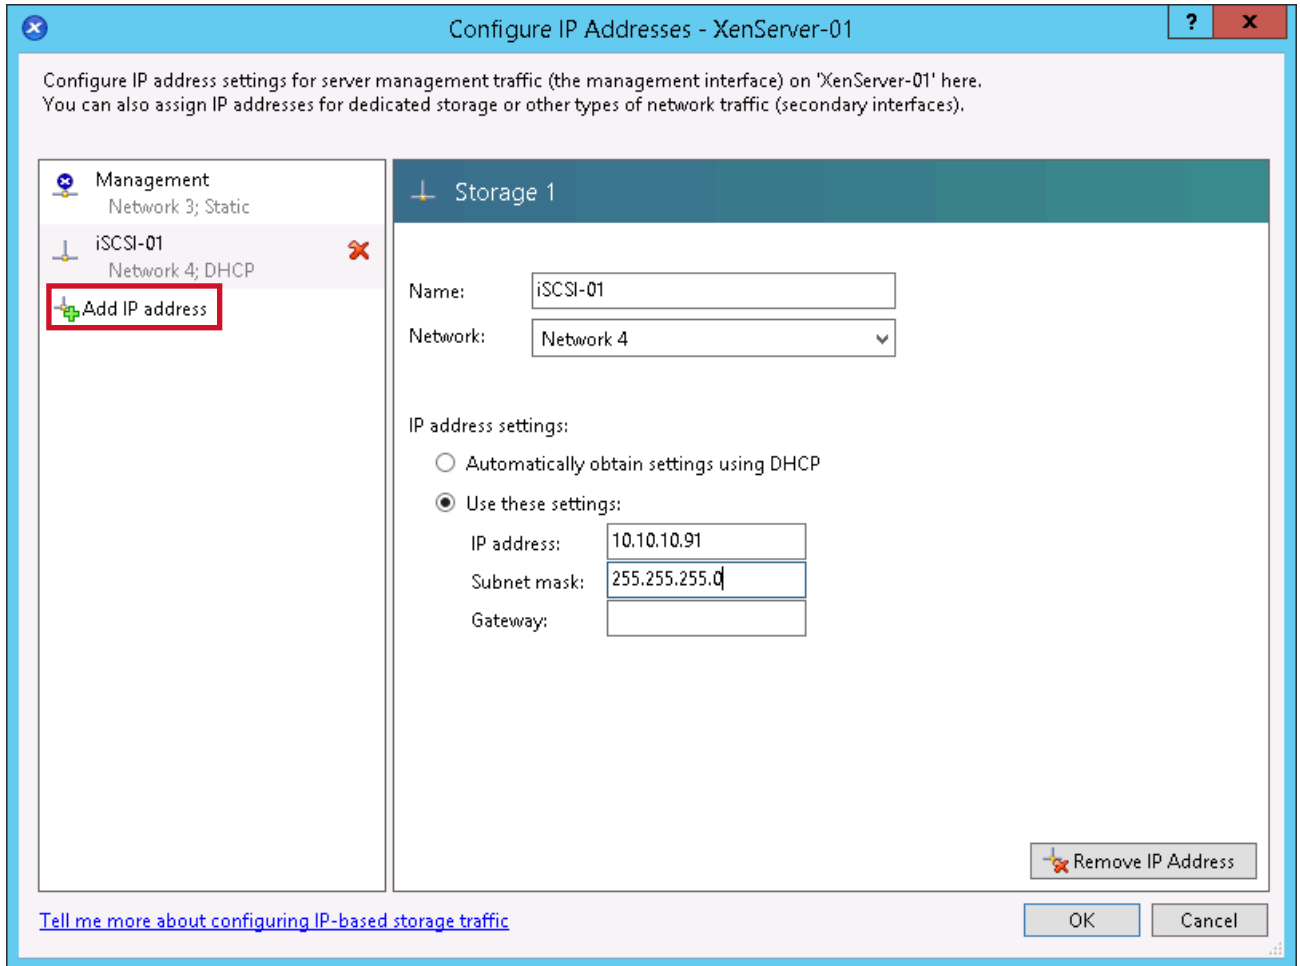 Configure IP Addresses - XenServer-01
?
x
Configure IP address settings for server management traffic (the management interface) on 'XenServer-01' here.
You can also assign IP addresses for dedicated storage or other types of network traffic (secondary interfaces).
Management
Network 3; Static
iSCSI-01
Network 4; DHCP
Add IP address
Storage 1
Name:
iSCSI-01
Network:
Network 4
IP address settings:
Automatically obtain settings using DHCP
Use these settings:
IP address:
10.10.10.91
Subnet mask:
255.255.255.0
Gateway:
Remove IP Address
Tell me more about configuring IP-based storage traffic
OK
Cancel